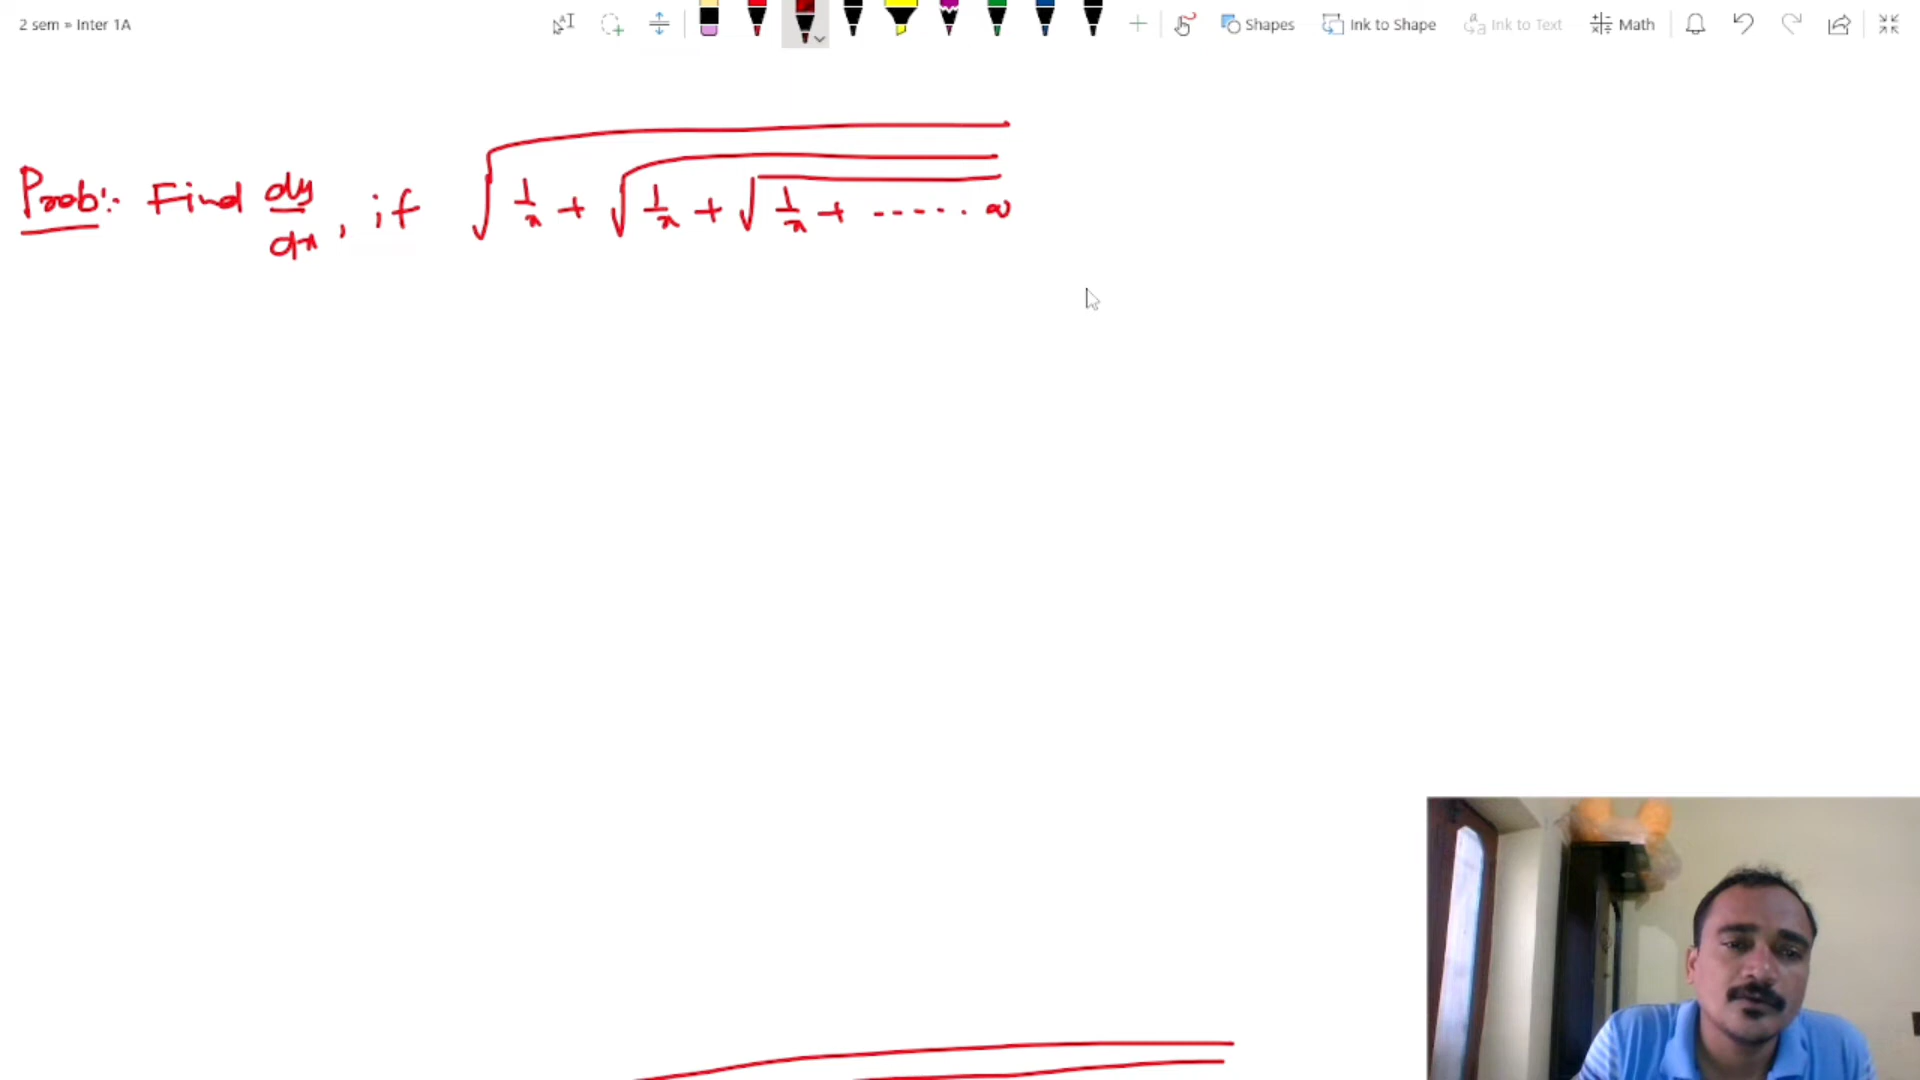 2 sem » Inter 1A
Shapes Ink to Shape Ink to Text Math
Prob:- Find dy/dx, if √(1/x + √(1/x + √(1/x + ...... ∞